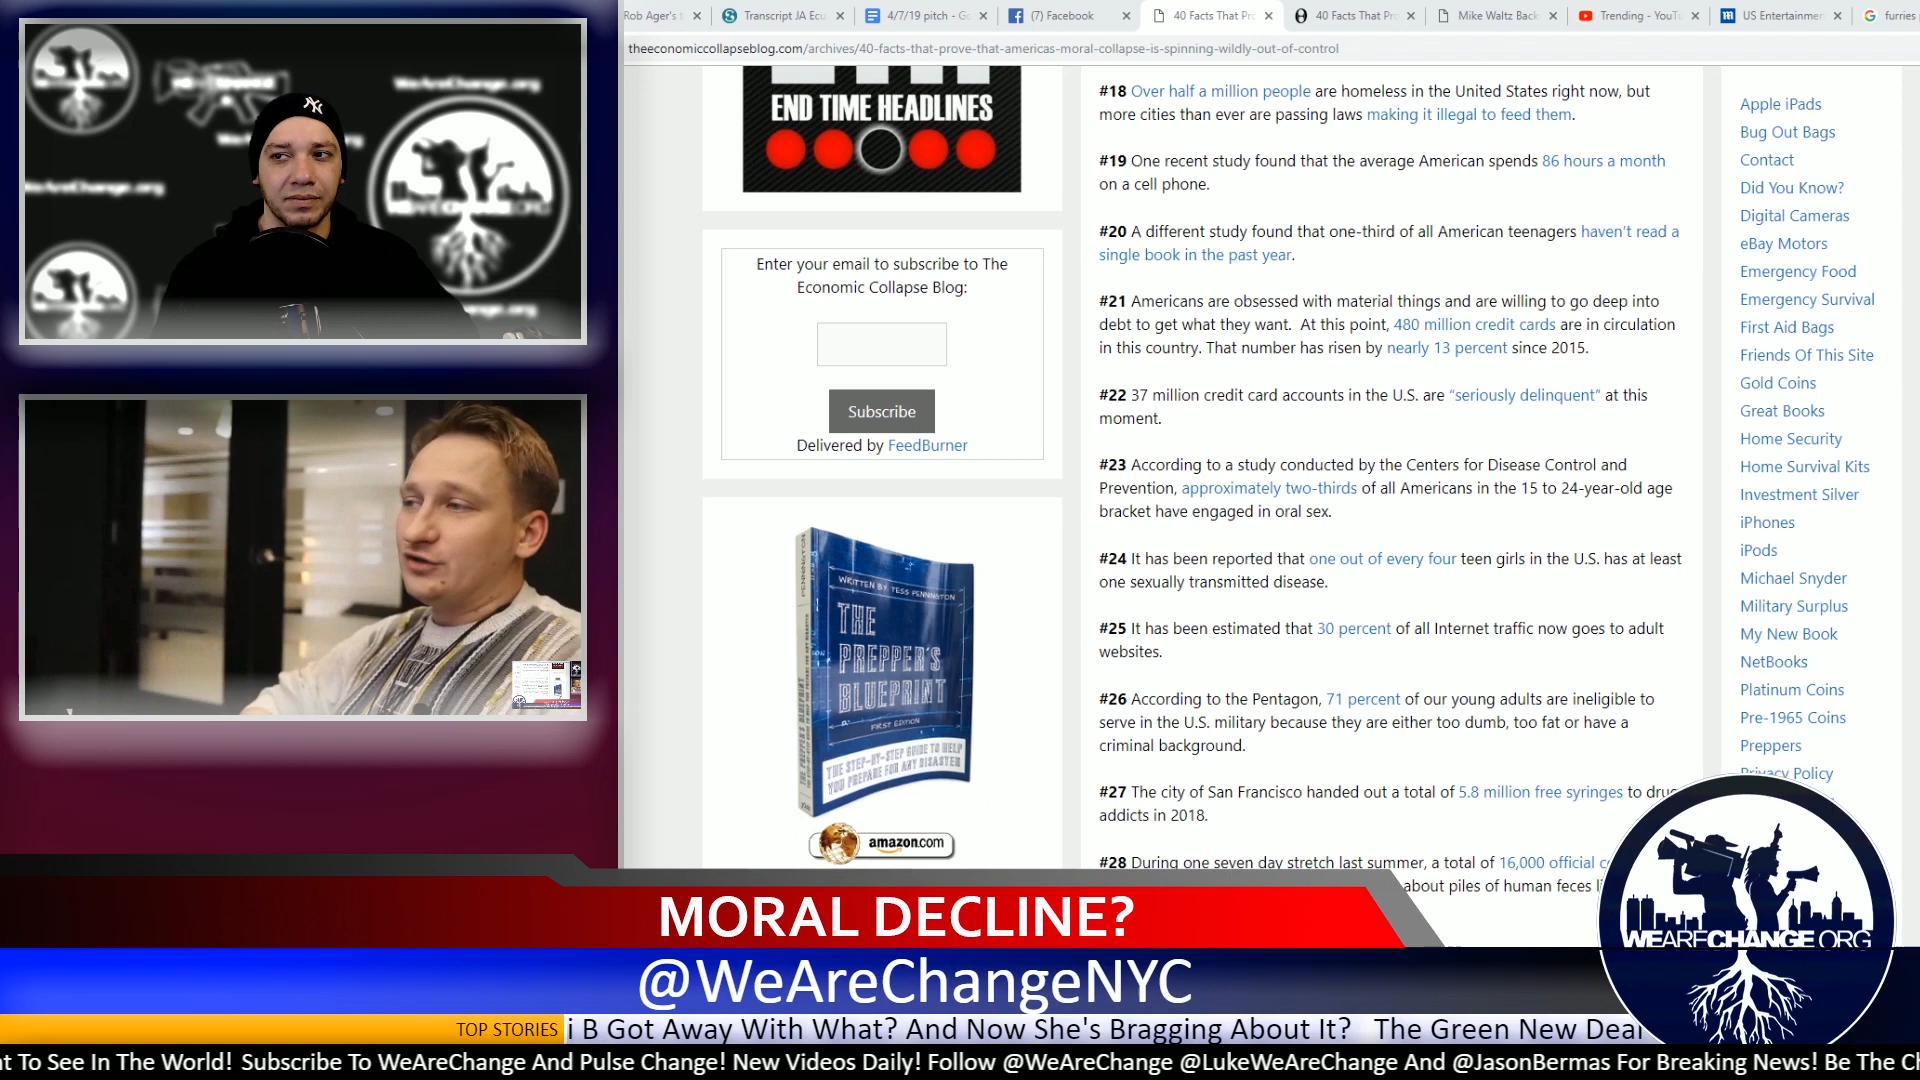 Rob Ager's
Transcript JA Ecu
4/7/19 pitch - Go
(7) Facebook
40 Facts That Pro
40 Facts That Pro
Mike Waltz Back
Trending - YouTu
US Entertainmen
furries
theeconomiccollapseblog.com/archives/40-facts-that-prove-that-americas-moral-collapse-is-spinning-wildly-out-of-control
WeAreChange.org
WeAreChange.org
END TIME HEADLINES
Enter your email to subscribe to The
Economic Collapse Blog:
Subscribe
Delivered by FeedBurner
WRITTEN BY TESS PENNINGTON
THE
PREPPER'S
BLUEPRINT
FIRST EDITION
THE STEP-BY-STEP GUIDE TO HELP
YOU PREPARE FOR ANY DISASTER
amazon.com
#18 Over half a million people are homeless in the United States right now, but
more cities than ever are passing laws making it illegal to feed them.
#19 One recent study found that the average American spends 86 hours a month
on a cell phone.
#20 A different study found that one-third of all American teenagers haven't read a
single book in the past year.
#21 Americans are obsessed with material things and are willing to go deep into
debt to get what they want. At this point, 480 million credit cards are in circulation
in this country. That number has risen by nearly 13 percent since 2015.
#22 37 million credit card accounts in the U.S. are “seriously delinquent” at this
moment.
#23 According to a study conducted by the Centers for Disease Control and
Prevention, approximately two-thirds of all Americans in the 15 to 24-year-old age
bracket have engaged in oral sex.
#24 It has been reported that one out of every four teen girls in the U.S. has at least
one sexually transmitted disease.
#25 It has been estimated that 30 percent of all Internet traffic now goes to adult
websites.
#26 According to the Pentagon, 71 percent of our young adults are ineligible to
serve in the U.S. military because they are either too dumb, too fat or have a
criminal background.
#27 The city of San Francisco handed out a total of 5.8 million free syringes to drug
addicts in 2018.
#28 During one seven day stretch last summer, a total of 16,000 official
about piles of human feces
Apple iPads
Bug Out Bags
Contact
Did You Know?
Digital Cameras
eBay Motors
Emergency Food
Emergency Survival
First Aid Bags
Friends Of This Site
Gold Coins
Great Books
Home Security
Home Survival Kits
Investment Silver
iPhones
iPods
Michael Snyder
Military Surplus
My New Book
NetBooks
Platinum Coins
Pre-1965 Coins
Preppers
Privacy Policy
WEARECHANGE.ORG
MORAL DECLINE?
@WeAreChangeNYC
TOP STORIES
i B Got Away With What? And Now She's Bragging About It? The Green New Deal
nt To See In The World! Subscribe To WeAreChange And Pulse Change! New Videos Daily! Follow @WeAreChange @LukeWeAreChange And @JasonBermas For Breaking News! Be The Ch